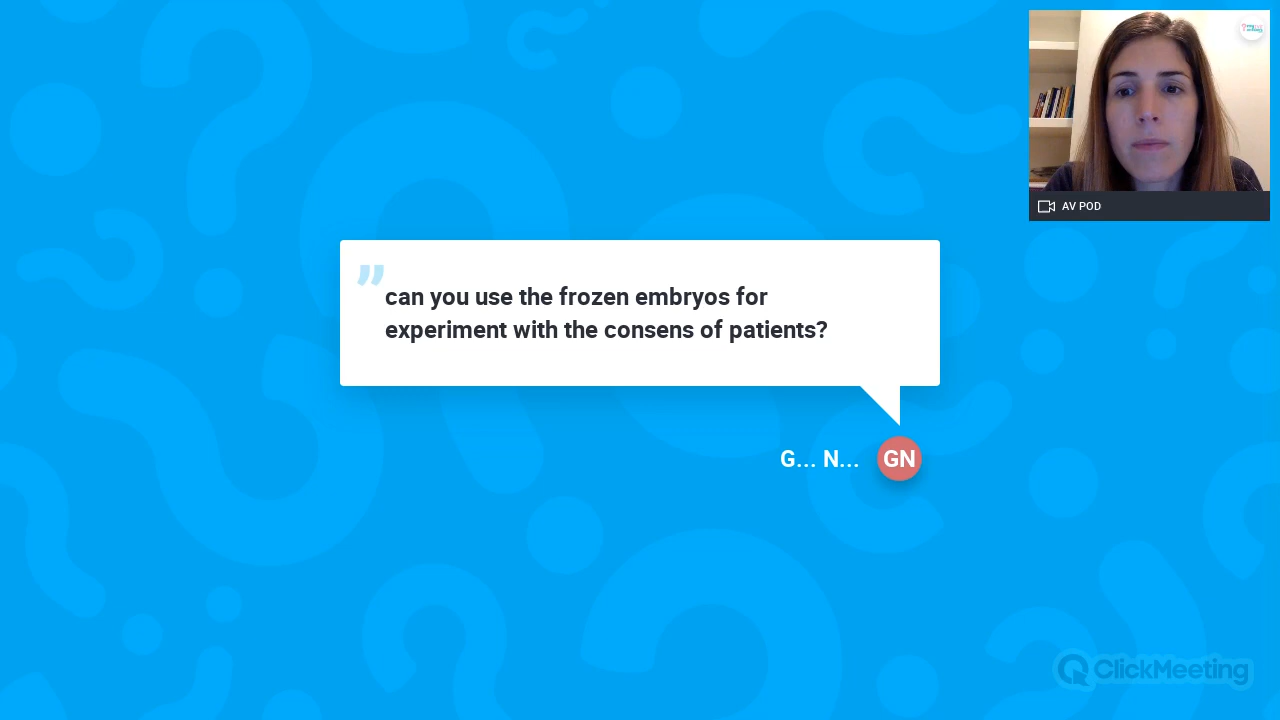 AV POD
"
can you use the frozen embryos for
experiment with the consens of patients?
G... N...
GN
ClickMeeting